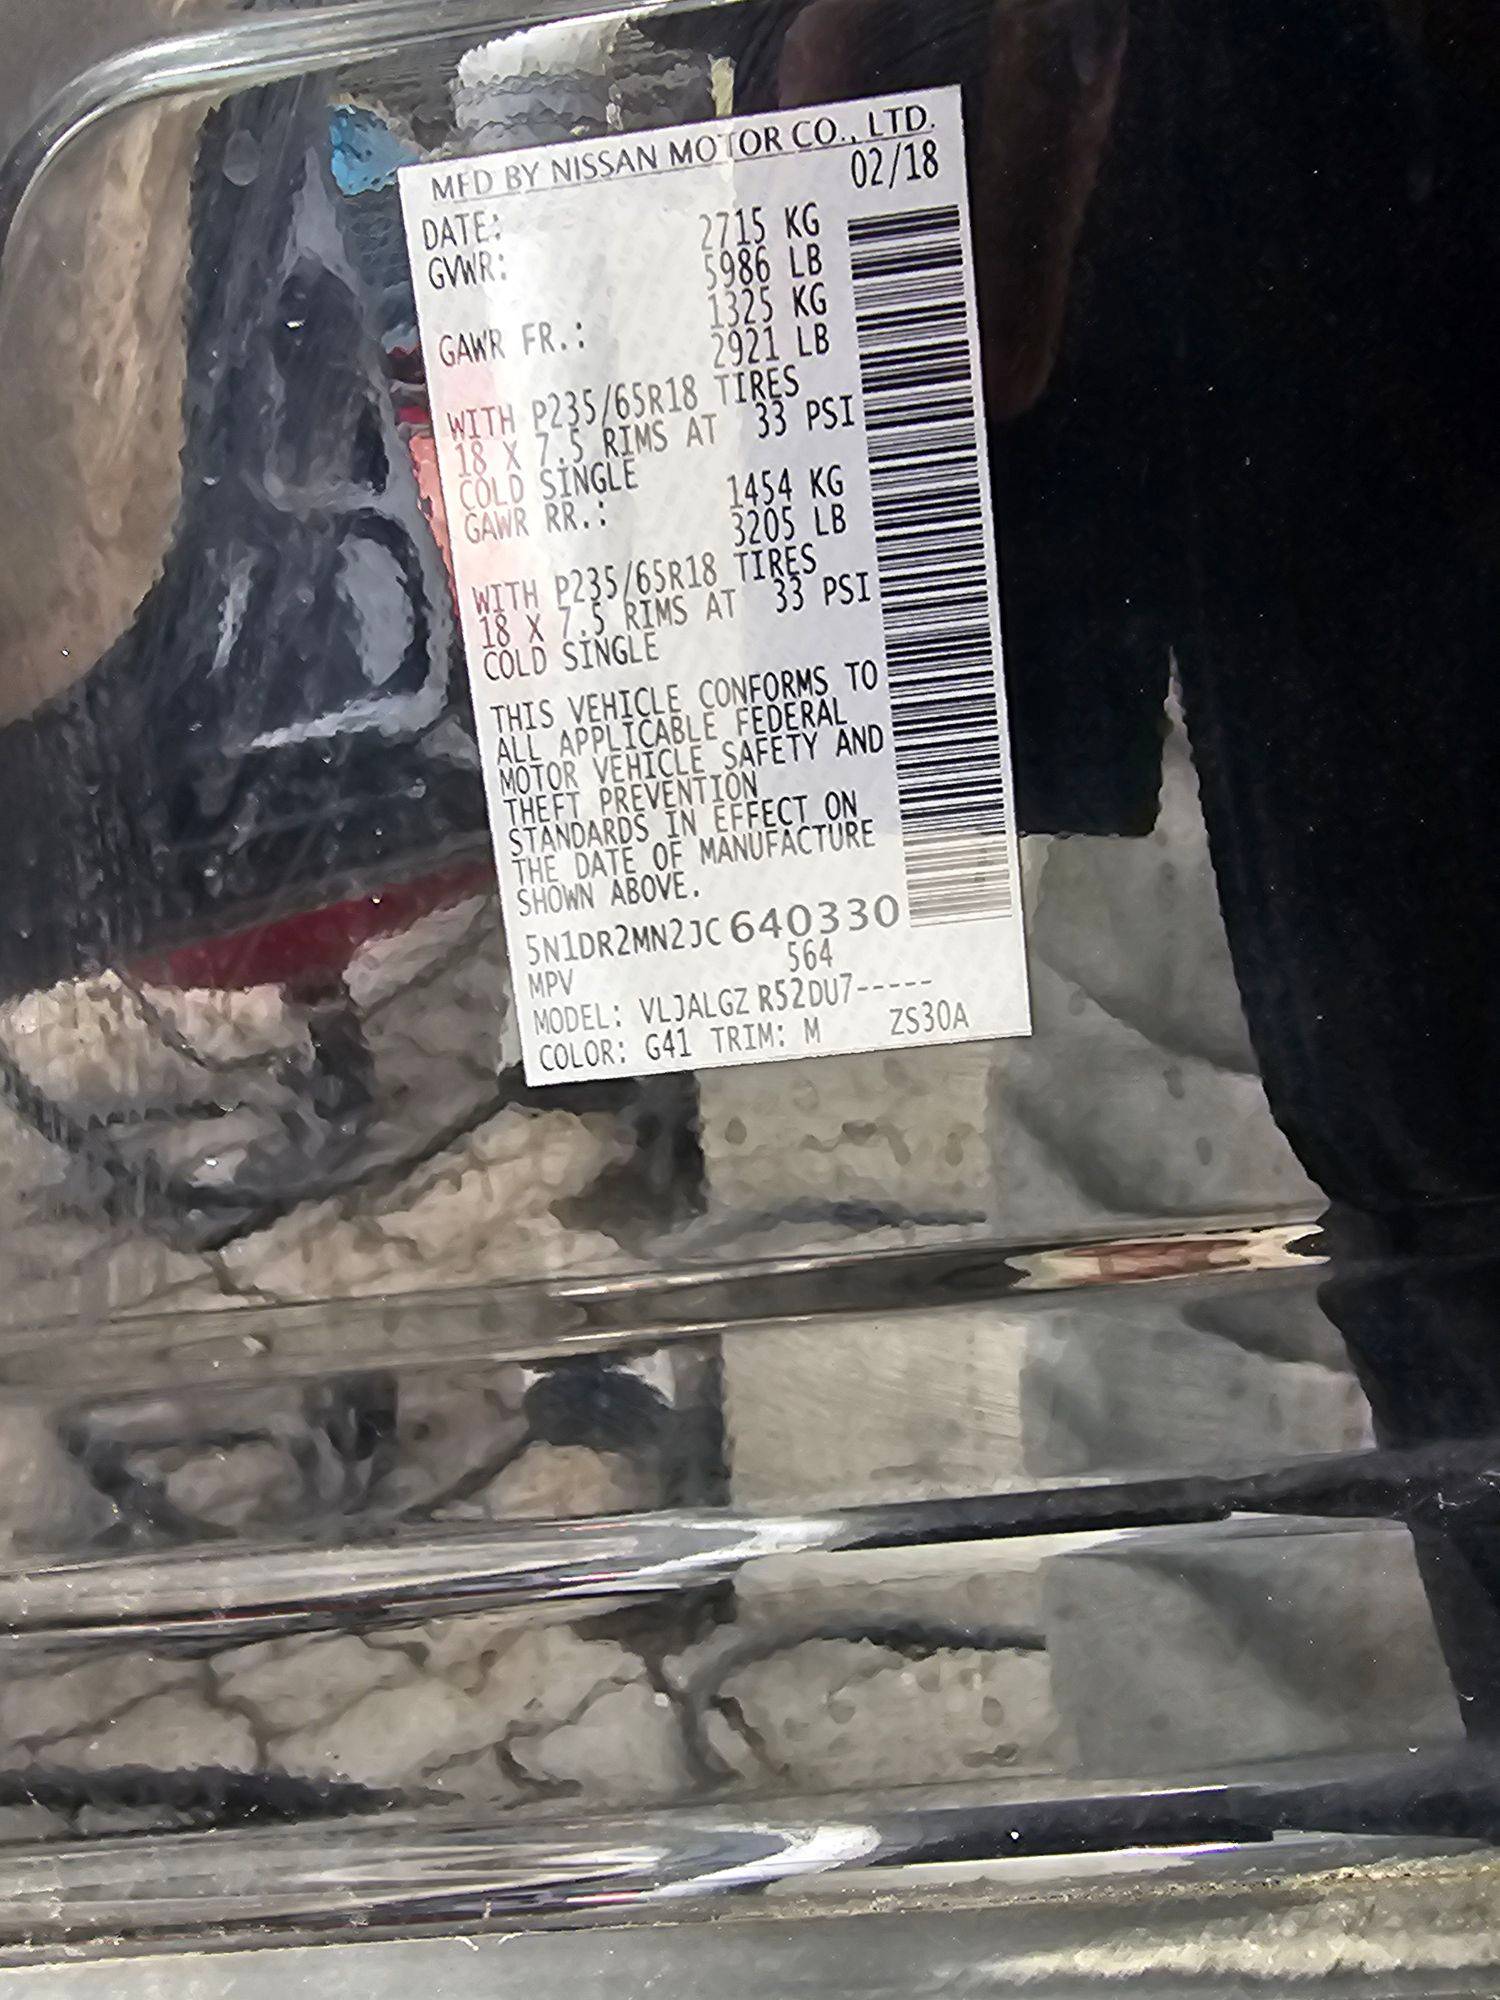 MFD BY NISSAN MOTOR CO., LTD.
DATE: 02/18
GVWR: 2715 KG
5986 LB
GAWR FR.: 1325 KG
2921 LB
WITH P235/65R18 TIRES
18 X 7.5 RIMS AT 33 PSI
COLD SINGLE
GAWR RR.: 1454 KG
3205 LB
WITH P235/65R18 TIRES
18 X 7.5 RIMS AT 33 PSI
COLD SINGLE
THIS VEHICLE CONFORMS TO
ALL APPLICABLE FEDERAL
MOTOR VEHICLE SAFETY AND
THEFT PREVENTION
STANDARDS IN EFFECT ON
THE DATE OF MANUFACTURE
SHOWN ABOVE.
5N1DR2MN2JC640330
MPV 564
MODEL: VLJALGZ R52DU7-----
COLOR: G41 TRIM: M ZS30A